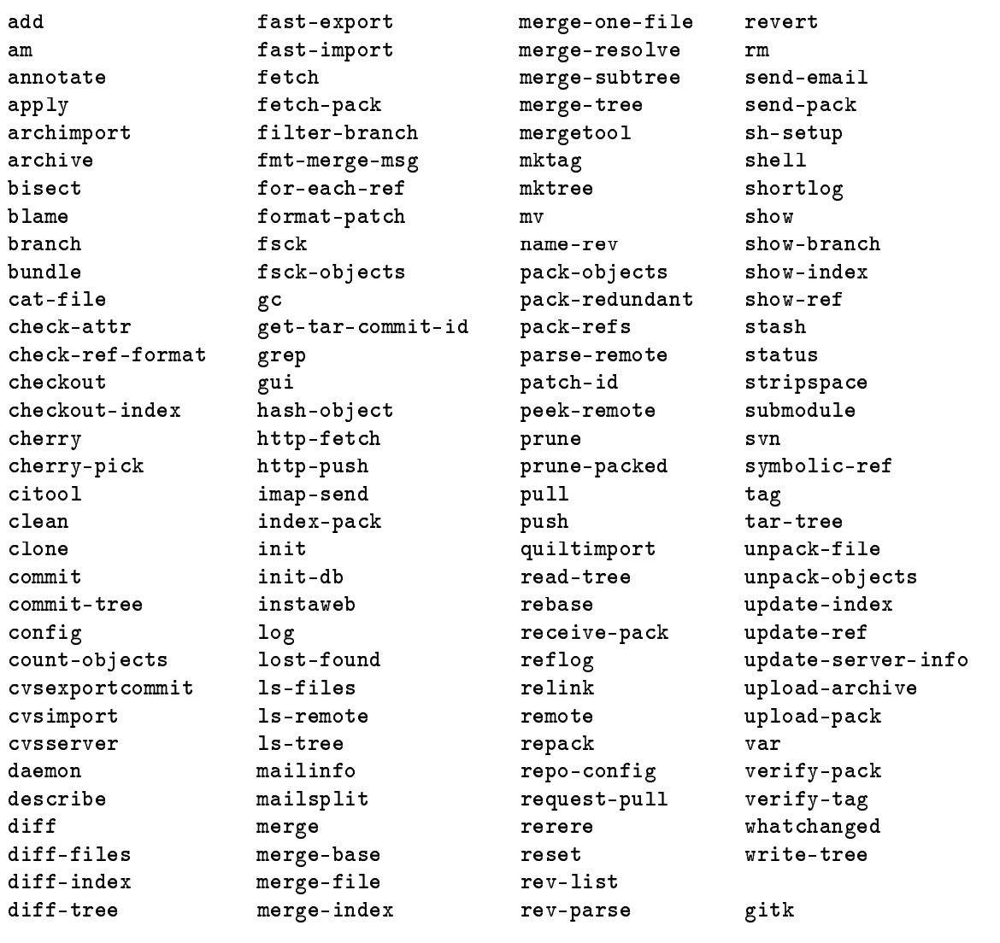 add fast-export merge-one-file revert
am fast-import merge-resolve rm
annotate fetch merge-subtree send-email
apply fetch-pack merge-tree send-pack
archimport filter-branch mergetool sh-setup
archive fmt-merge-msg mktag shell
bisect for-each-ref mktree shortlog
blame format-patch mv show
branch fsck name-rev show-branch
bundle fsck-objects pack-objects show-index
cat-file gc pack-redundant show-ref
check-attr get-tar-commit-id pack-refs stash
check-ref-format grep parse-remote status
checkout gui patch-id stripspace
checkout-index hash-object peek-remote submodule
cherry http-fetch prune svn
cherry-pick http-push prune-packed symbolic-ref
citool imap-send pull tag
clean index-pack push tar-tree
clone init quiltimport unpack-file
commit init-db read-tree unpack-objects
commit-tree instaweb rebase update-index
config log receive-pack update-ref
count-objects lost-found reflog update-server-info
cvsexportcommit ls-files relink upload-archive
cvsimport ls-remote remote upload-pack
cvsserver ls-tree repack var
daemon mailinfo repo-config verify-pack
describe mailsplit request-pull verify-tag
diff merge rerere whatchanged
diff-files merge-base reset write-tree
diff-index merge-file rev-list
diff-tree merge-index rev-parse gitk